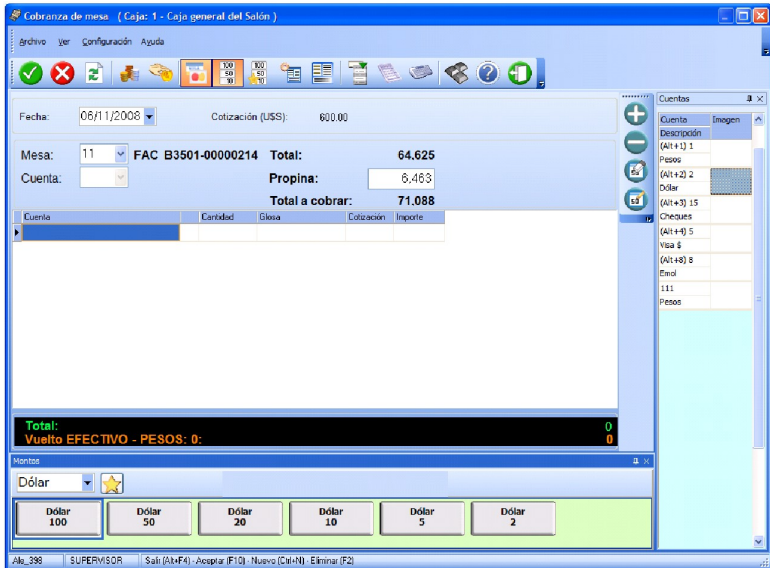 Cobranza de mesa ( Caja: 1 - Caja general del Salón )
Archivo Ver Configuración Ayuda
Fecha: 06/11/2008 Cotización (U$S): 600.00
Mesa: 11 FAC B3501-00000214 Total: 64.625
Cuenta: Propina: 6,463
Total a cobrar: 71.088
Cuenta Cantidad Glosa Cotización Importe
Total: 0
Vuelto EFECTIVO - PESOS: 0: 0
Cuentas
Cuenta Imagen
Descripción
(Alt+1) 1
Pesos
(Alt+2) 2
Dólar
(Alt+3) 15
Cheques
(Alt+4) 5
Visa $
(Alt+8) 8
Emol
111
Pesos
Montos
Dólar
Dólar 100
Dólar 50
Dólar 20
Dólar 10
Dólar 5
Dólar 2
Ale_398 SUPERVISOR Salir (Alt+F4) - Aceptar (F10) - Nuevo (Ctrl+N) - Eliminar (F2)